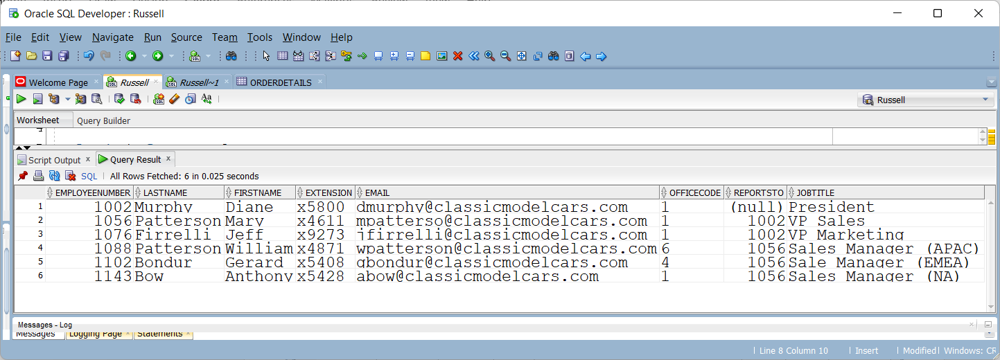 Oracle SQL Developer : Russell
File Edit View Navigate Run Source Team Tools Window Help
Welcome Page Russell Russell~1 ORDERDETAILS
Russell
Worksheet Query Builder
4
Script Output x Query Result x
SQL | All Rows Fetched: 6 in 0.025 seconds
EMPLOYEENUMBER LASTNAME FIRSTNAME EXTENSION EMAIL OFFICECODE REPORTSTO JOBTITLE
1 1002 Murphy Diane x5800 dmurphy@classicmodelcars.com 1 (null) President
2 1056 Patterson Mary x4611 mpatterso@classicmodelcars.com 1 1002 VP Sales
3 1076 Firrelli Jeff x9273 jfirrelli@classicmodelcars.com 1 1002 VP Marketing
4 1088 Patterson William x4871 wpatterson@classicmodelcars.com 6 1056 Sales Manager (APAC)
5 1102 Bondur Gerard x5408 gbondur@classicmodelcars.com 4 1056 Sale Manager (EMEA)
6 1143 Bow Anthony x5428 abow@classicmodelcars.com 1 1056 Sales Manager (NA)
Messages - Log
Messages Logging Page Statements
Line 8 Column 10 | Insert | Modified | Windows: CR